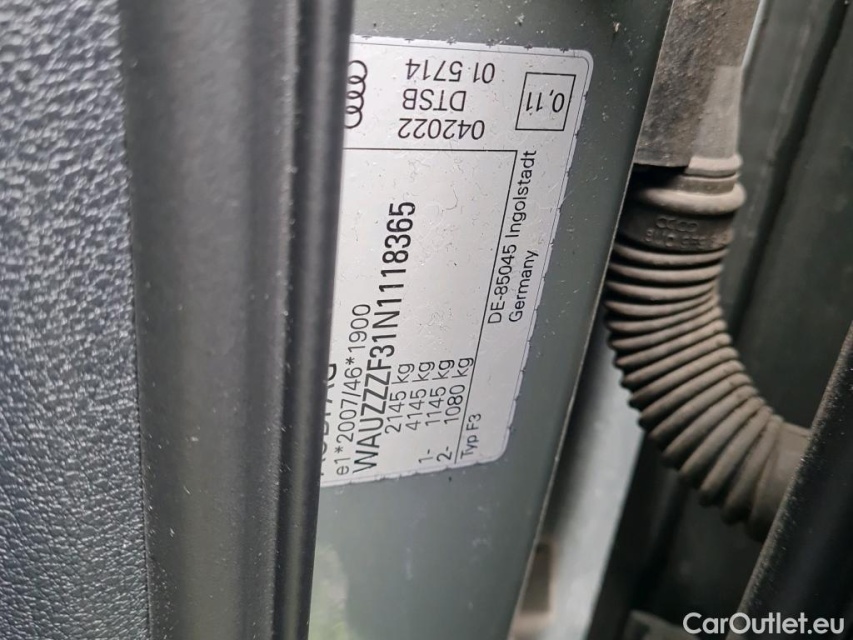 e1*2007/46*1900
WAUZZZF31N1118365
2145 kg
4145 kg
1- 1145 kg
2- 1080 kg
Typ F3
DE-85045 Ingolstadt
Germany
042022
DTSB
01 5714
0,11
CarOutlet.eu